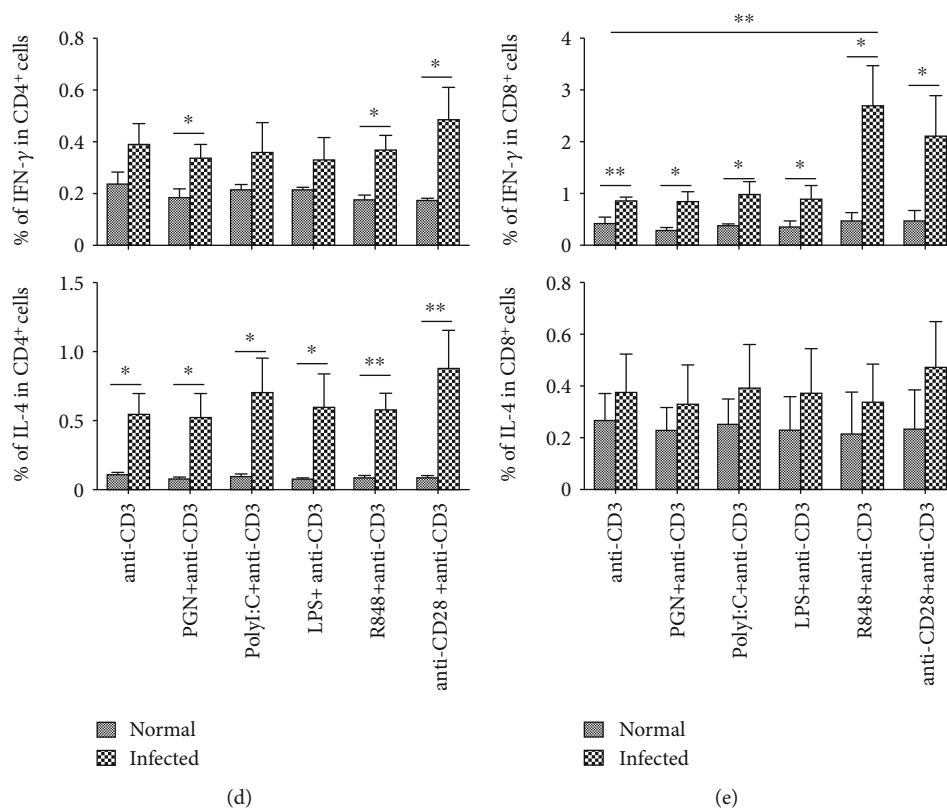 % of IFN-γ in CD4⁺ cells
0.8
0.6
0.4
0.2
0
*
*
*
% of IL-4 in CD4⁺ cells
1.5
1.0
0.5
0
*
*
*
*
**
**
anti-CD3
PGN+anti-CD3
PolyI:C+anti-CD3
LPS+ anti-CD3
R848+anti-CD3
anti-CD28 +anti-CD3
Normal
Infected
(d)
% of IFN-γ in CD8⁺ cells
4
3
2
1
0
**
**
*
*
*
*
*
% of IL-4 in CD8⁺ cells
0.8
0.6
0.4
0.2
0
anti-CD3
PGN+anti-CD3
PolyI:C+anti-CD3
LPS+anti-CD3
R848+anti-CD3
anti-CD28+anti-CD3
Normal
Infected
(e)